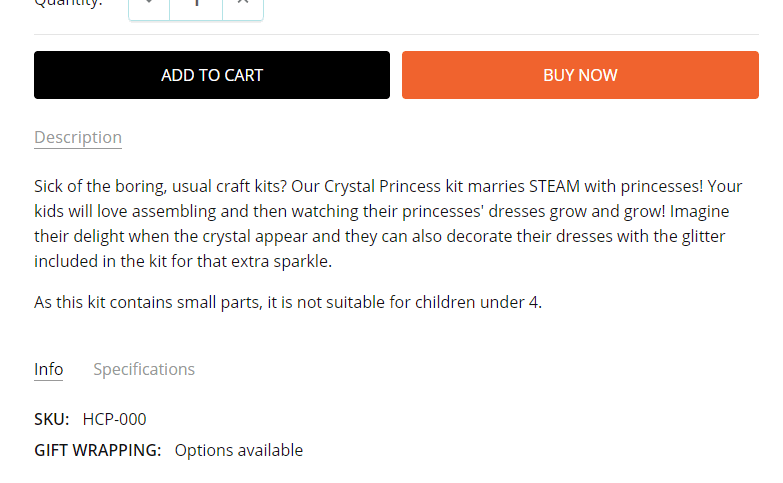 Quantity:
1
ADD TO CART
BUY NOW
Description
Sick of the boring, usual craft kits? Our Crystal Princess kit marries STEAM with princesses! Your
kids will love assembling and then watching their princesses' dresses grow and grow! Imagine
their delight when the crystal appear and they can also decorate their dresses with the glitter
included in the kit for that extra sparkle.
As this kit contains small parts, it is not suitable for children under 4.
Info Specifications
SKU: HCP-000
GIFT WRAPPING: Options available